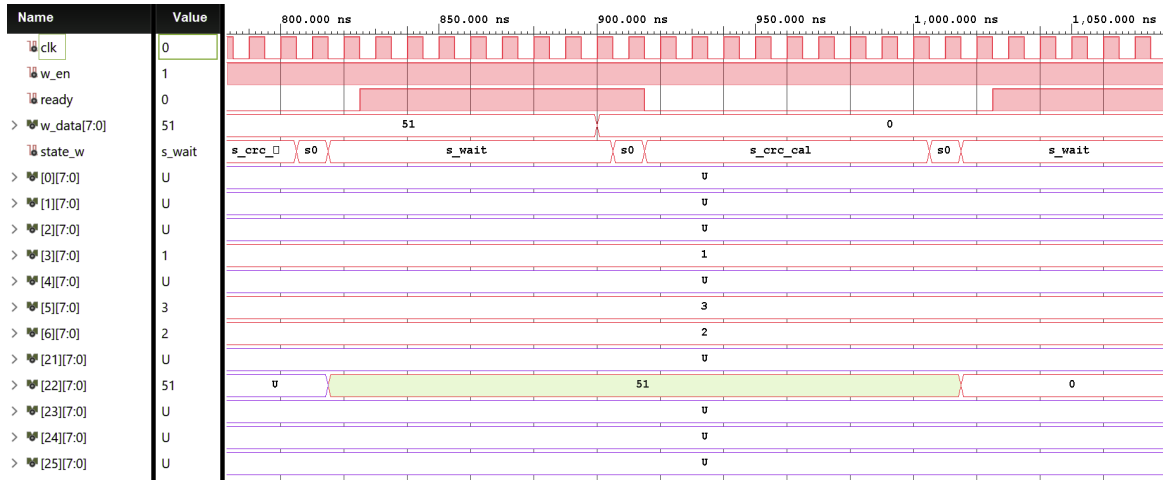 Name Value 800.000 ns 850.000 ns 900.000 ns 950.000 ns 1,000.000 ns 1,050.000 ns
clk 0
w_en 1
ready 0
w_data[7:0] 51 51 0
state_w s_wait s_crc_ s0 s_wait s0 s_crc_cal s0 s_wait
[0][7:0] U U
[1][7:0] U U
[2][7:0] U U
[3][7:0] 1 1
[4][7:0] U U
[5][7:0] 3 3
[6][7:0] 2 2
[21][7:0] U U
[22][7:0] 51 U 51 0
[23][7:0] U U
[24][7:0] U U
[25][7:0] U U